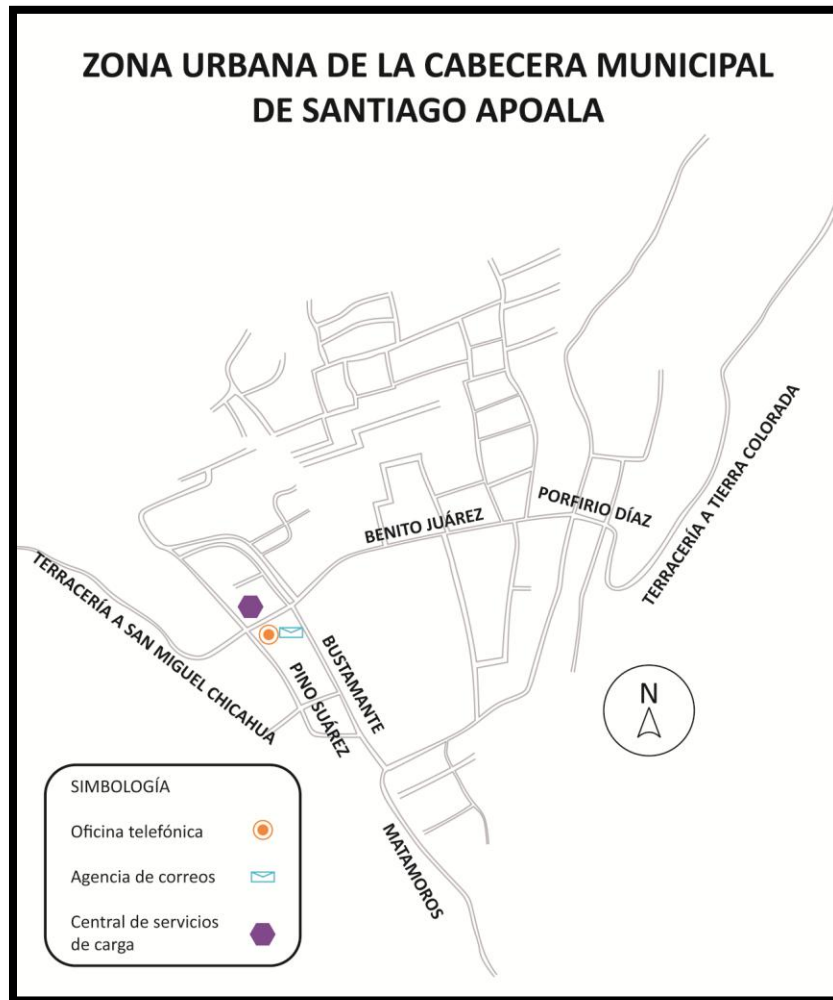 ZONA URBANA DE LA CABECERA MUNICIPAL
DE SANTIAGO APOALA
PORFIRIO DÍAZ
BENITO JUÁREZ
TERRACERÍA A TIERRA COLORADA
TERRACERÍA A SAN MIGUEL CHICAHUA
BUSTAMANTE
PINO SUÁREZ
N
MATAMOROS
SIMBOLOGÍA
Oficina telefónica
Agencia de correos
Central de servicios
de carga